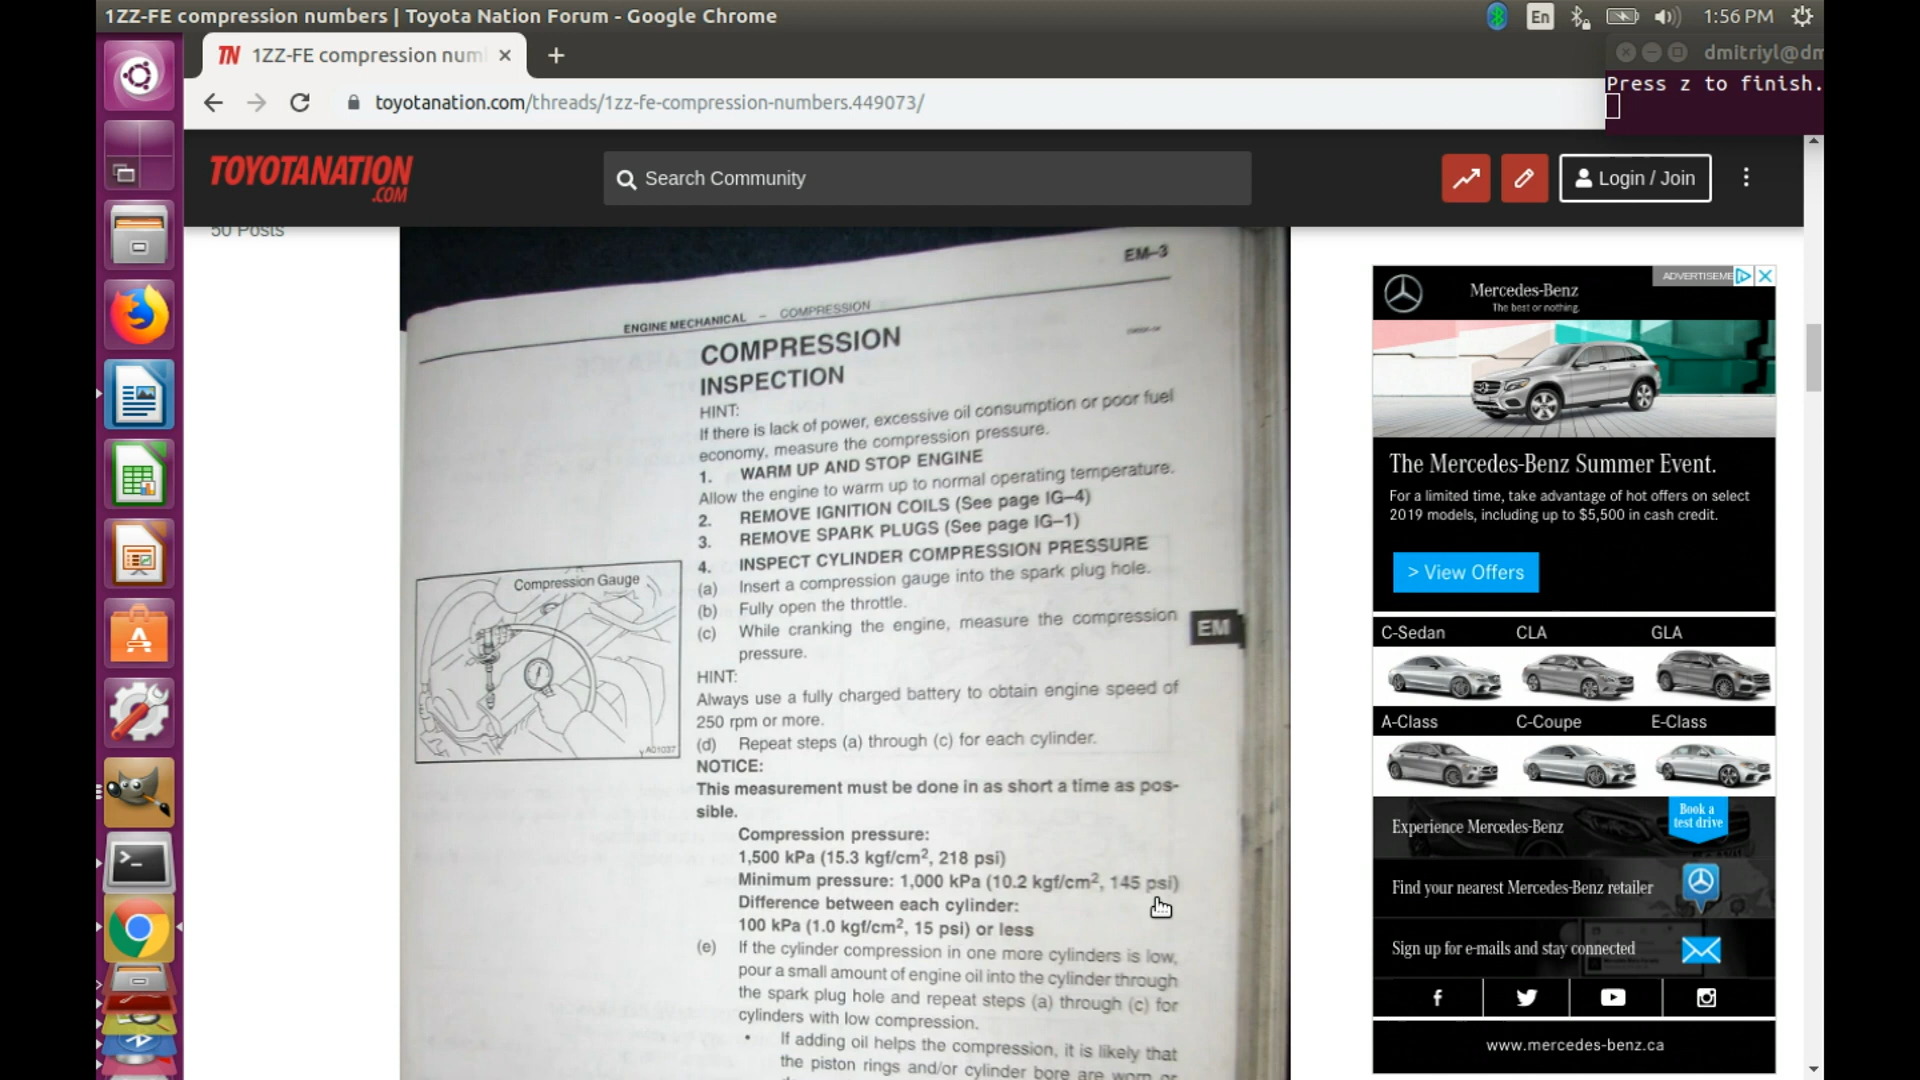 1ZZ-FE compression numbers | Toyota Nation Forum - Google Chrome
En
1:56 PM
TN 1ZZ-FE compression num
dmitriyl@dm
Press z to finish.
toyotanation.com/threads/1zz-fe-compression-numbers.449073/
TOYOTANATION
.COM
Search Community
Login / Join
50 Posts
EM–3
ENGINE MECHANICAL – COMPRESSION
COMPRESSION
INSPECTION
HINT:
If there is lack of power, excessive oil consumption or poor fuel
economy, measure the compression pressure.
1. WARM UP AND STOP ENGINE
Allow the engine to warm up to normal operating temperature.
2. REMOVE IGNITION COILS (See page IG–4)
3. REMOVE SPARK PLUGS (See page IG–1)
4. INSPECT CYLINDER COMPRESSION PRESSURE
Compression Gauge
(a) Insert a compression gauge into the spark plug hole.
(b) Fully open the throttle.
(c) While cranking the engine, measure the compression
pressure.
EM
HINT:
Always use a fully charged battery to obtain engine speed of
250 rpm or more.
A01037
(d) Repeat steps (a) through (c) for each cylinder.
NOTICE:
This measurement must be done in as short a time as pos-
sible.
Compression pressure:
1,500 kPa (15.3 kgf/cm², 218 psi)
Minimum pressure: 1,000 kPa (10.2 kgf/cm², 145 psi)
Difference between each cylinder:
100 kPa (1.0 kgf/cm², 15 psi) or less
(e) If the cylinder compression in one more cylinders is low,
pour a small amount of engine oil into the cylinder through
the spark plug hole and repeat steps (a) through (c) for
cylinders with low compression.
• If adding oil helps the compression, it is likely that
the piston rings and/or cylinder bore are worn or
ADVERTISEME
Mercedes-Benz
The best or nothing.
The Mercedes-Benz Summer Event.
For a limited time, take advantage of hot offers on select
2019 models, including up to $5,500 in cash credit.
> View Offers
C-Sedan CLA GLA
A-Class C-Coupe E-Class
Book a
test drive
Experience Mercedes-Benz
Find your nearest Mercedes-Benz retailer
Sign up for e-mails and stay connected
www.mercedes-benz.ca